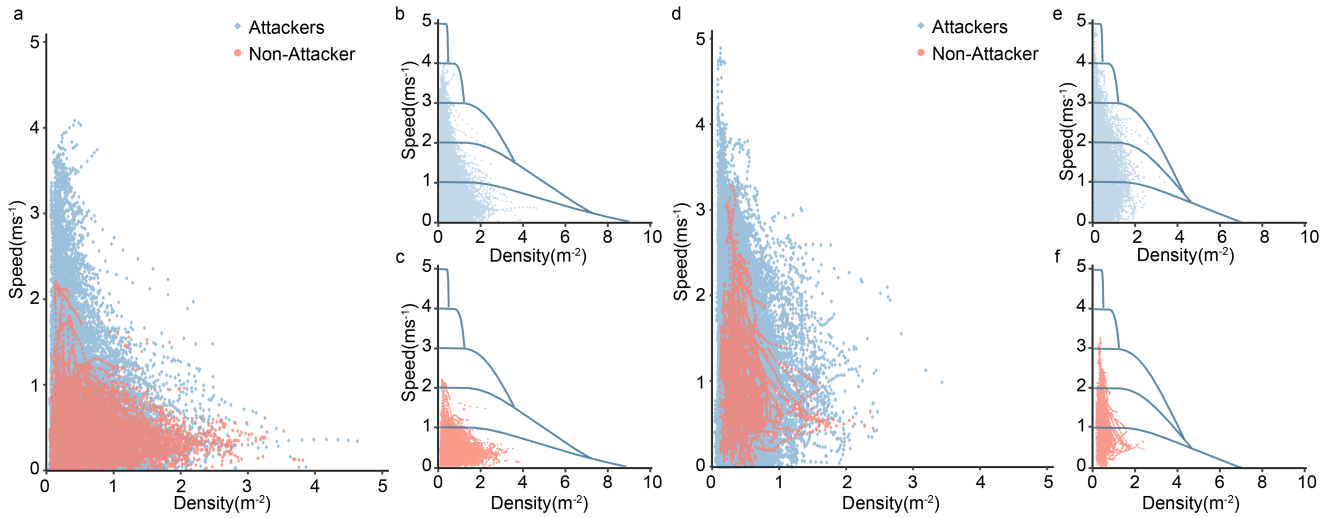 a
Attackers
Non-Attacker
Speed(ms⁻¹)
5
4
3
2
1
0
0 1 2 3 4 5
Density(m⁻²)
b
Speed(ms⁻¹)
5
4
3
2
1
0
0 2 4 6 8 10
Density(m⁻²)
c
Speed(ms⁻¹)
5
4
3
2
1
0
0 2 4 6 8 10
Density(m⁻²)
d
Attackers
Non-Attacker
Speed(ms⁻¹)
5
4
3
2
1
0
0 1 2 3 4 5
Density(m⁻²)
e
Speed(ms⁻¹)
5
4
3
2
1
0
0 2 4 6 8 10
Density(m⁻²)
f
Speed(ms⁻¹)
5
4
3
2
1
0
0 2 4 6 8 10
Density(m⁻²)